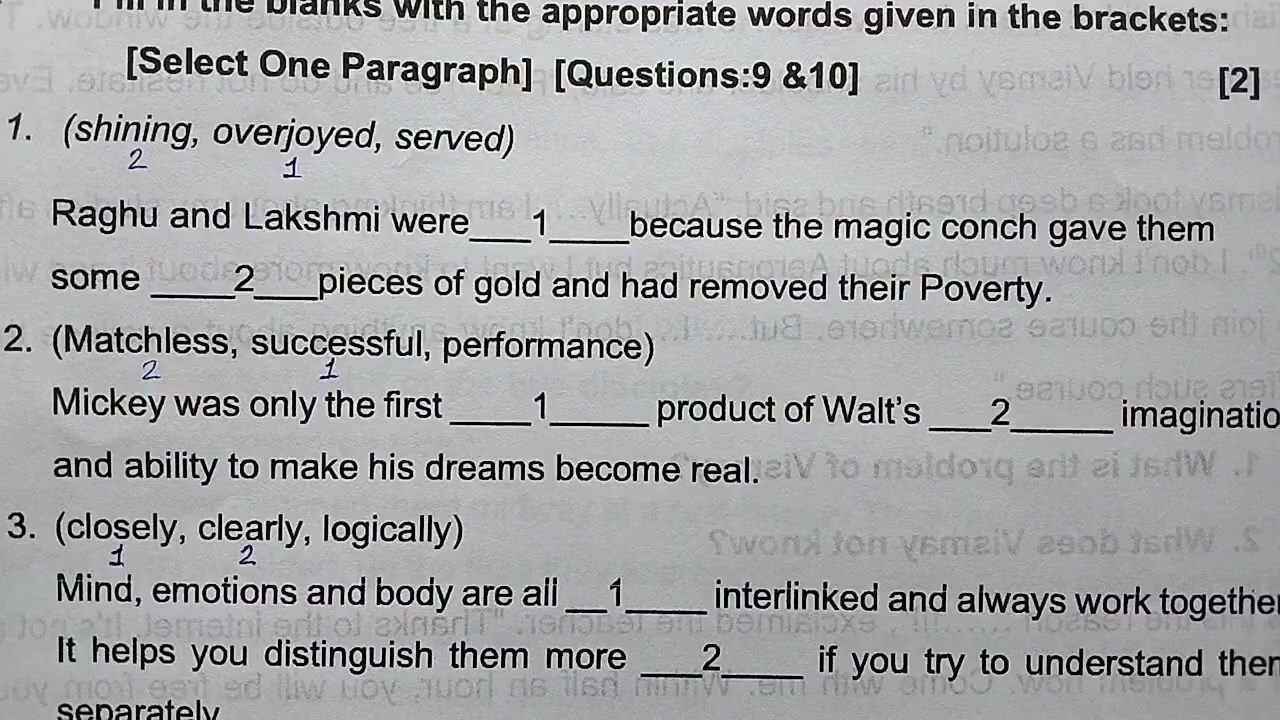 Fill in the blanks with the appropriate words given in the brackets:
[Select One Paragraph] [Questions:9 &10] [2]
1. (shining, overjoyed, served)
2 1
Raghu and Lakshmi were___1____because the magic conch gave them
some ____2___pieces of gold and had removed their Poverty.
2. (Matchless, successful, performance)
2 1
Mickey was only the first ____1_____ product of Walt's ___2_____ imaginatio
and ability to make his dreams become real.
3. (closely, clearly, logically)
1 2
Mind, emotions and body are all __1____ interlinked and always work together
It helps you distinguish them more ___2____ if you try to understand them
separately